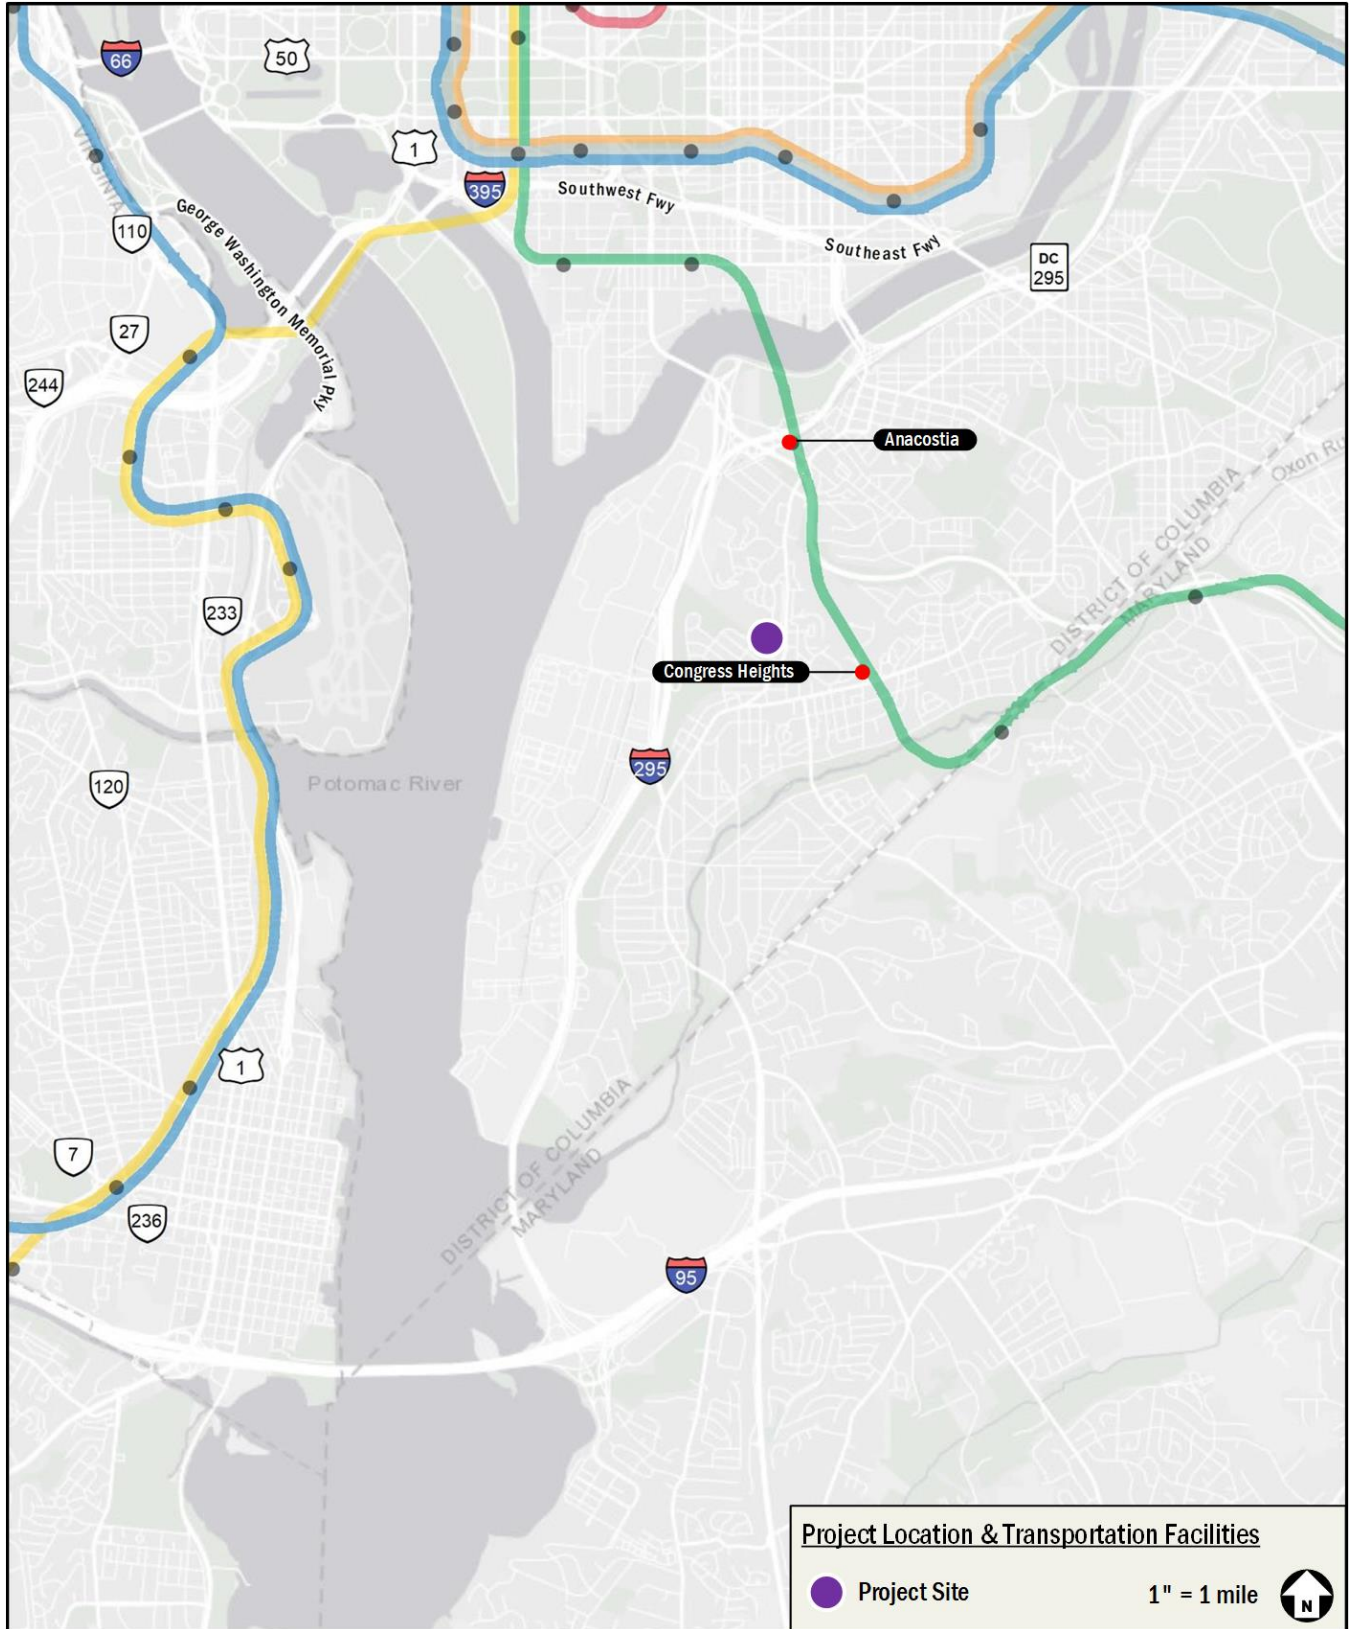 66
50
1
395
Southwest Fwy
VIRGINIA
110
George Washington Memorial Pky
Southeast Fwy
DC
295
27
244
Anacostia
Oxon Ru
DISTRICT OF COLUMBIA
MARYLAND
233
Congress Heights
295
Potomac River
120
1
DISTRICT OF COLUMBIA
MARYLAND
7
236
95
Project Location & Transportation Facilities
Project Site
1" = 1 mile
N